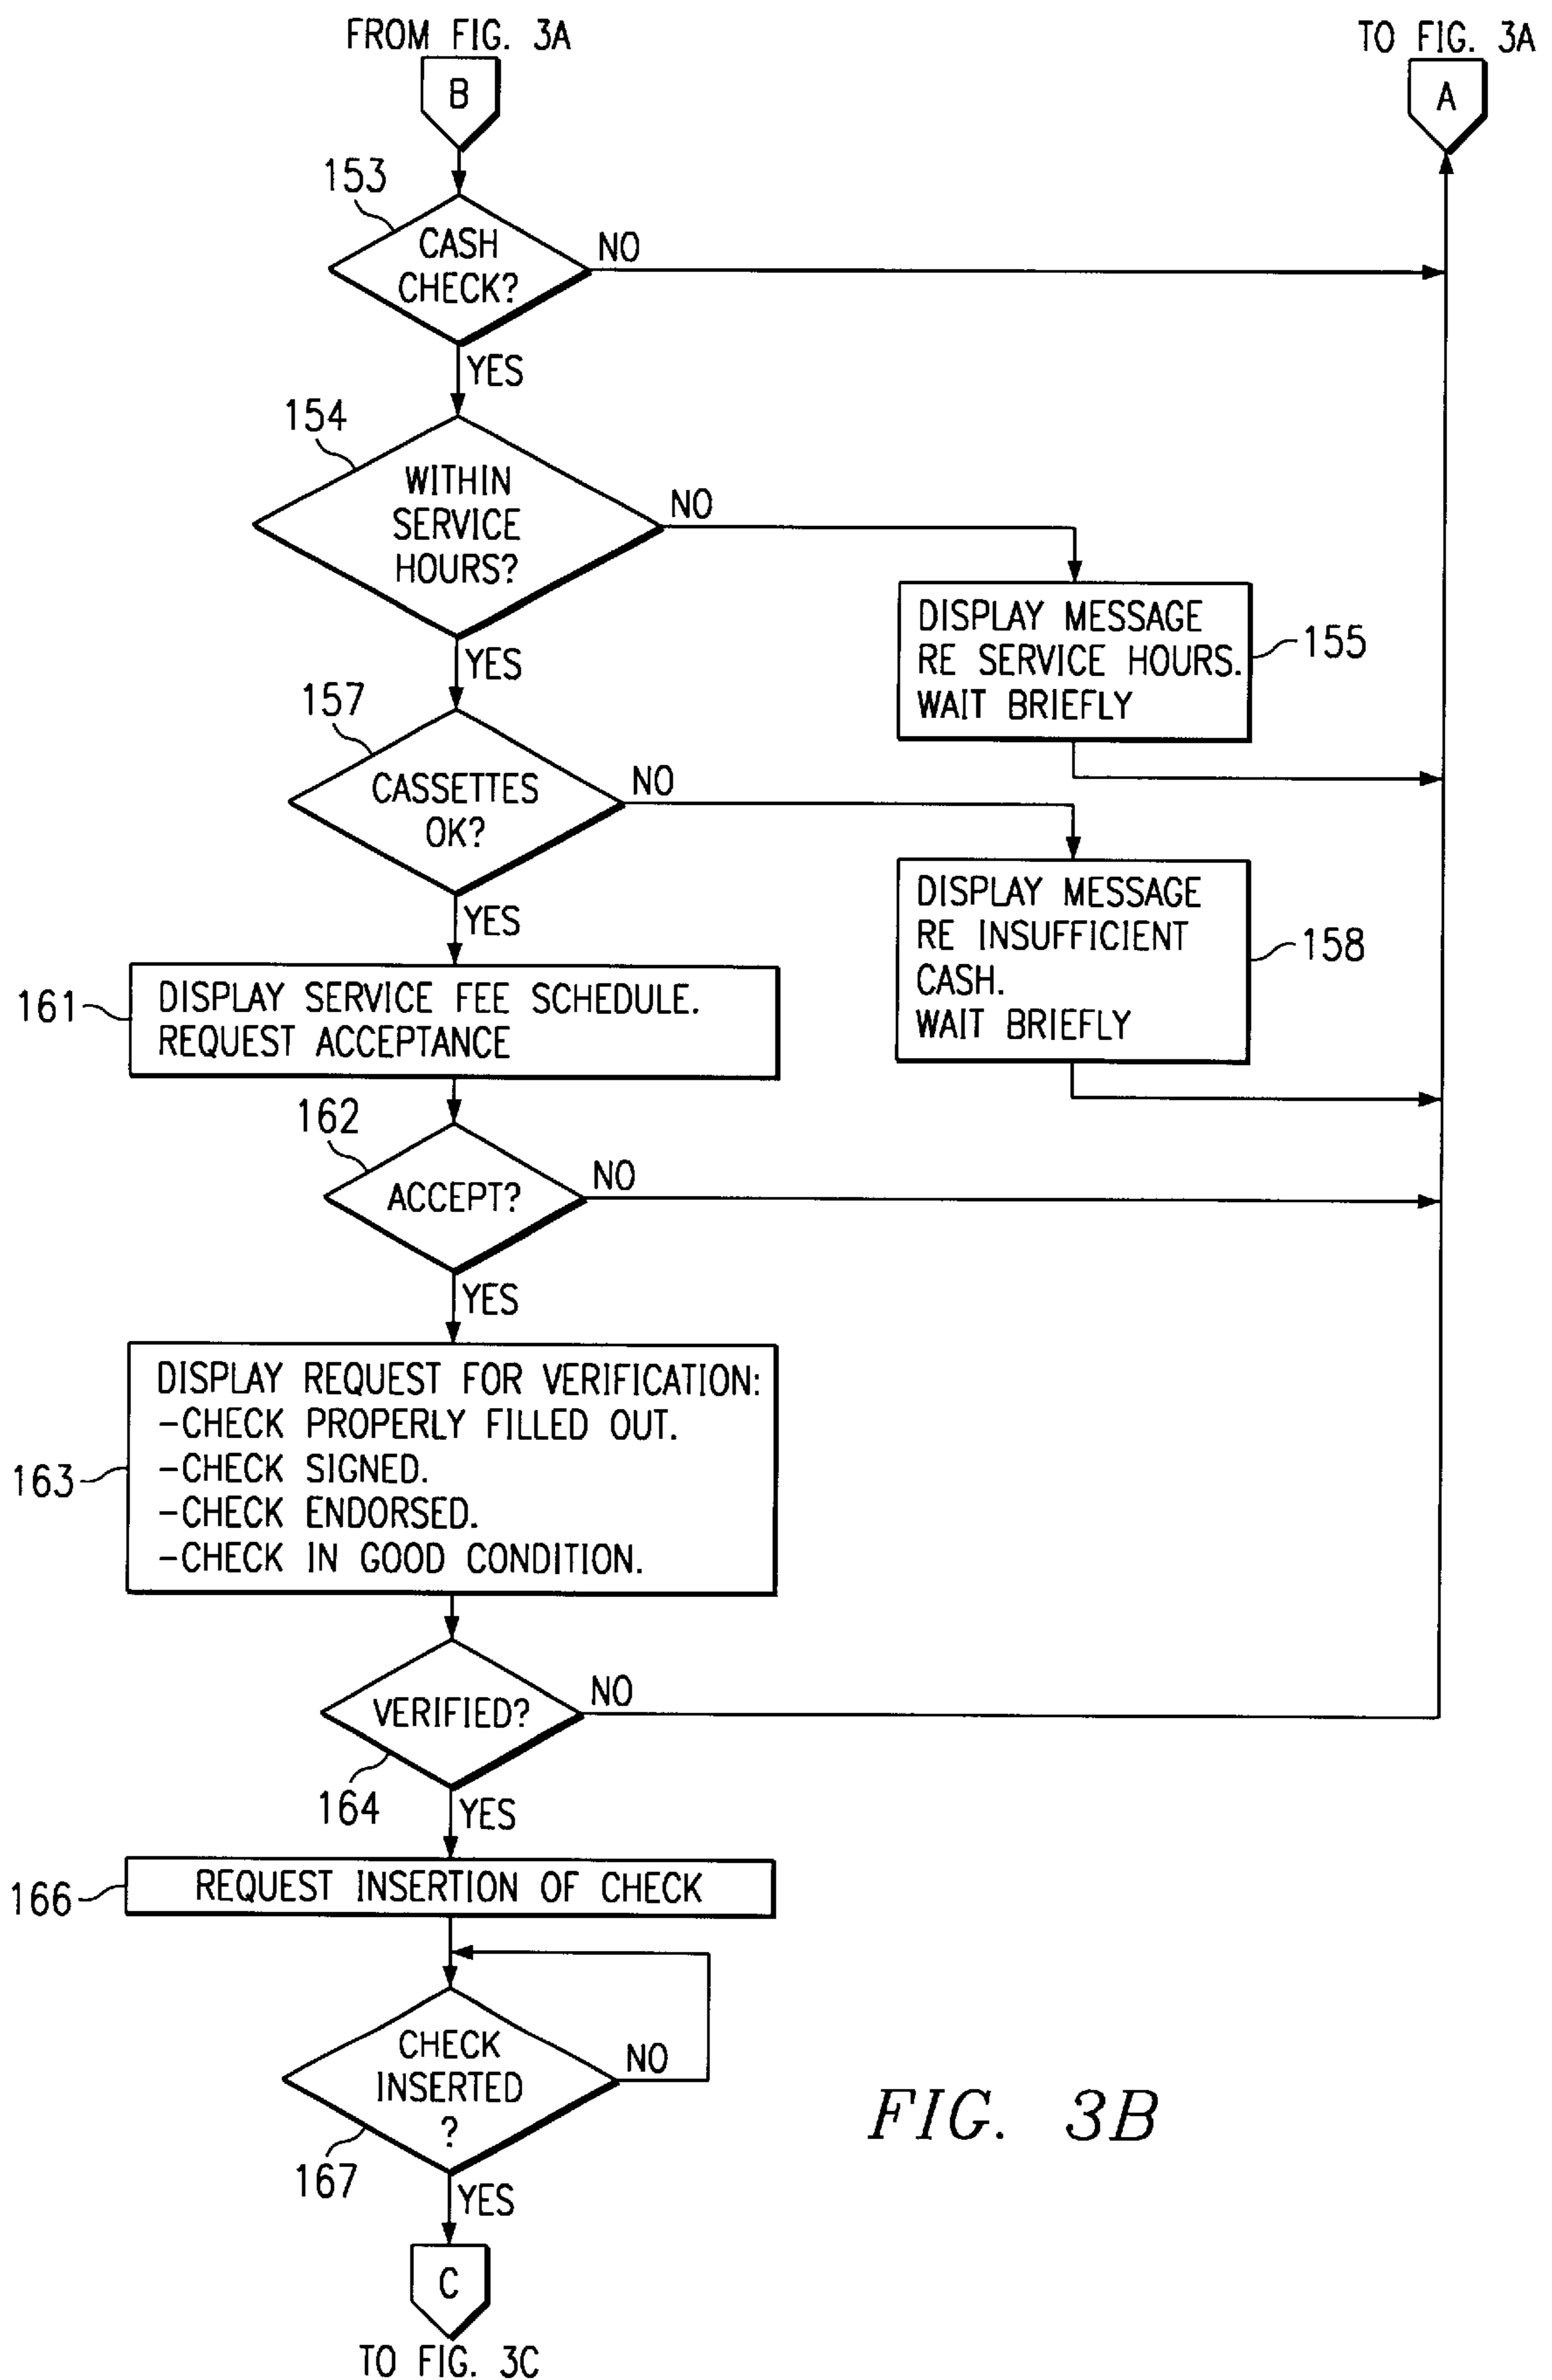 FROM FIG. 3A
TO FIG. 3A
B
A
153
CASH
CHECK?
NO
YES
154
WITHIN
SERVICE
HOURS?
NO
DISPLAY MESSAGE
RE SERVICE HOURS.
WAIT BRIEFLY
155
YES
157
CASSETTES
OK?
NO
DISPLAY MESSAGE
RE INSUFFICIENT
CASH.
WAIT BRIEFLY
158
YES
161
DISPLAY SERVICE FEE SCHEDULE.
REQUEST ACCEPTANCE
162
ACCEPT?
NO
YES
163
DISPLAY REQUEST FOR VERIFICATION:
-CHECK PROPERLY FILLED OUT.
-CHECK SIGNED.
-CHECK ENDORSED.
-CHECK IN GOOD CONDITION.
VERIFIED?
NO
164
YES
166
REQUEST INSERTION OF CHECK
CHECK
INSERTED
?
NO
167
YES
FIG. 3B
C
TO FIG. 3C